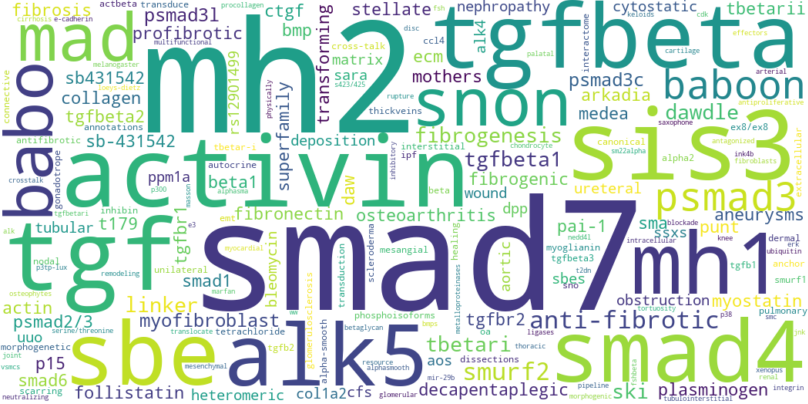 fibrosis
actbeta
transduce
procollagen
fsh
keloids
cdk
cytostatic
tbetarii
cirrhosis
e-cadherin
psmad3l
ctgf
stellate
nephropathy
mad
multifunctional
profibrotic
bmp
cross-talk
disc
alk4
interactome
effectors
melanogaster
mh2
transforming
ccl4
ecm
palatal
tgfbeta
cartilage
arterial
loeys-dietz
sb431542
rs12901499
matrix
mothers
psmad3c
baboon
connective
collagen
physically
sara
s423/425
snon
arkadia
antiproliferative
tgfbeta2
superfamily
rupture
thickveins
medea
dawdle
saxophone
babo
annotations
sb-431542
deposition
fibrogenesis
sis3
canonical
ex8/ex8
antifibrotic
tbetar-i
interstitial
chondrocyte
antagonized
ink4b
crosstalk
gonadotrope
activin
autocrine
inhibitory
ipf
tgfbeta1
sm22alpha
fibroblasts
extracellular
ppm1a
beta1
daw
beta
fibrogenic
alpha2
p300
alphasma
wound
ureteral
psmad3
tgfbetari
inhibin
t179
fibronectin
osteoarthritis
dpp
aneurysms
alk
tubular
tgfbr1
emt
masson
e3
smad7
nedd4l
pai-1
sma
blockade
punt
nodal
tgf
myocardial
bleomycin
scleroderma
mesangial
healing
myoglianin
ssxs
knee
dermal
erk
p3tp-lux
remodeling
unilateral
transduction
aortic
tgfbeta3
intracellular
mh1
ubiquitin
osteophytes
smad1
marfan
metalloproteinases
sbes
t2dn
sno
tgfb1
anchor
actin
linker
glomerulosclerosis
phosphoisoforms
tgfbr2
obstruction
myostatin
smurf1
psmad2/3
myofibroblast
betaglycan
oa
anti-fibrotic
tortuosity
pulmonary
uuo
serine/threonine
tetrachloride
alpha-smooth
tmps
ligases
p38
smc
morphogenetic
sbe
translocate
tgfb2
alk5
tbetari
aos
thoracic
smad4
jnk
joint
p15
mesenchymal
resource
dissections
xenopus
vsmcs
smad6
alphasmooth
smurf2
pipeline
renal
scarring
mir-29b
ski
plasminogen
integrin
neutralizing
follistatin
heteromeric
col1a2
cfs
glomerular
decapentaplegic
morphogenic
tubulointerstitial